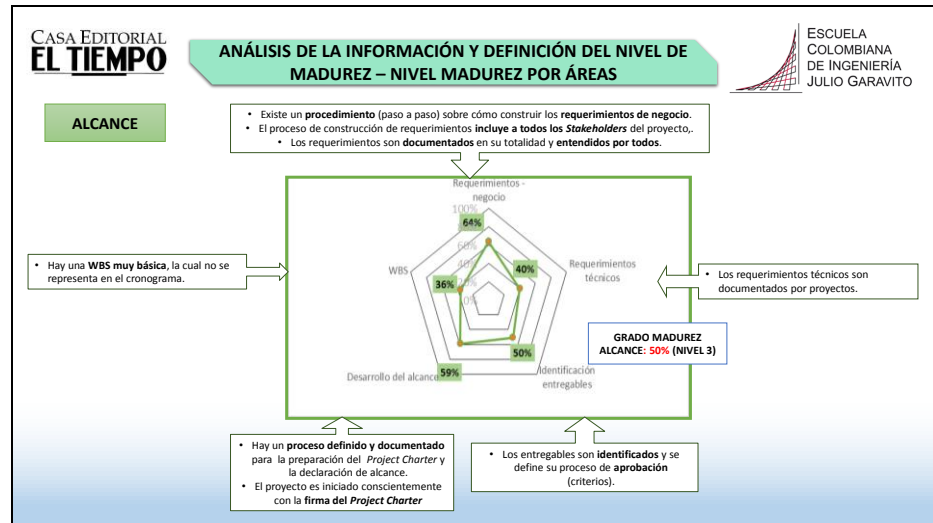 CASA EDITORIAL
EL TIEMPO
ANÁLISIS DE LA INFORMACIÓN Y DEFINICIÓN DEL NIVEL DE
MADUREZ – NIVEL MADUREZ POR ÁREAS
ESCUELA
COLOMBIANA
DE INGENIERÍA
JULIO GARAVITO
ALCANCE
• Existe un procedimiento (paso a paso) sobre cómo construir los requerimientos de negocio.
• El proceso de construcción de requerimientos incluye a todos los Stakeholders del proyecto,.
• Los requerimientos son documentados en su totalidad y entendidos por todos.
Requerimientos -
negocio
100%
64%
60%
40%
20%
0%
40%
Requerimientos
técnicos
WBS
36%
50%
Identificación
entregables
Desarrollo del alcance
59%
• Hay una WBS muy básica, la cual no se
representa en el cronograma.
• Los requerimientos técnicos son
documentados por proyectos.
GRADO MADUREZ
ALCANCE: 50% (NIVEL 3)
• Hay un proceso definido y documentado
para la preparación del Project Charter y
la declaración de alcance.
• El proyecto es iniciado conscientemente
con la firma del Project Charter
• Los entregables son identificados y se
define su proceso de aprobación
(criterios).